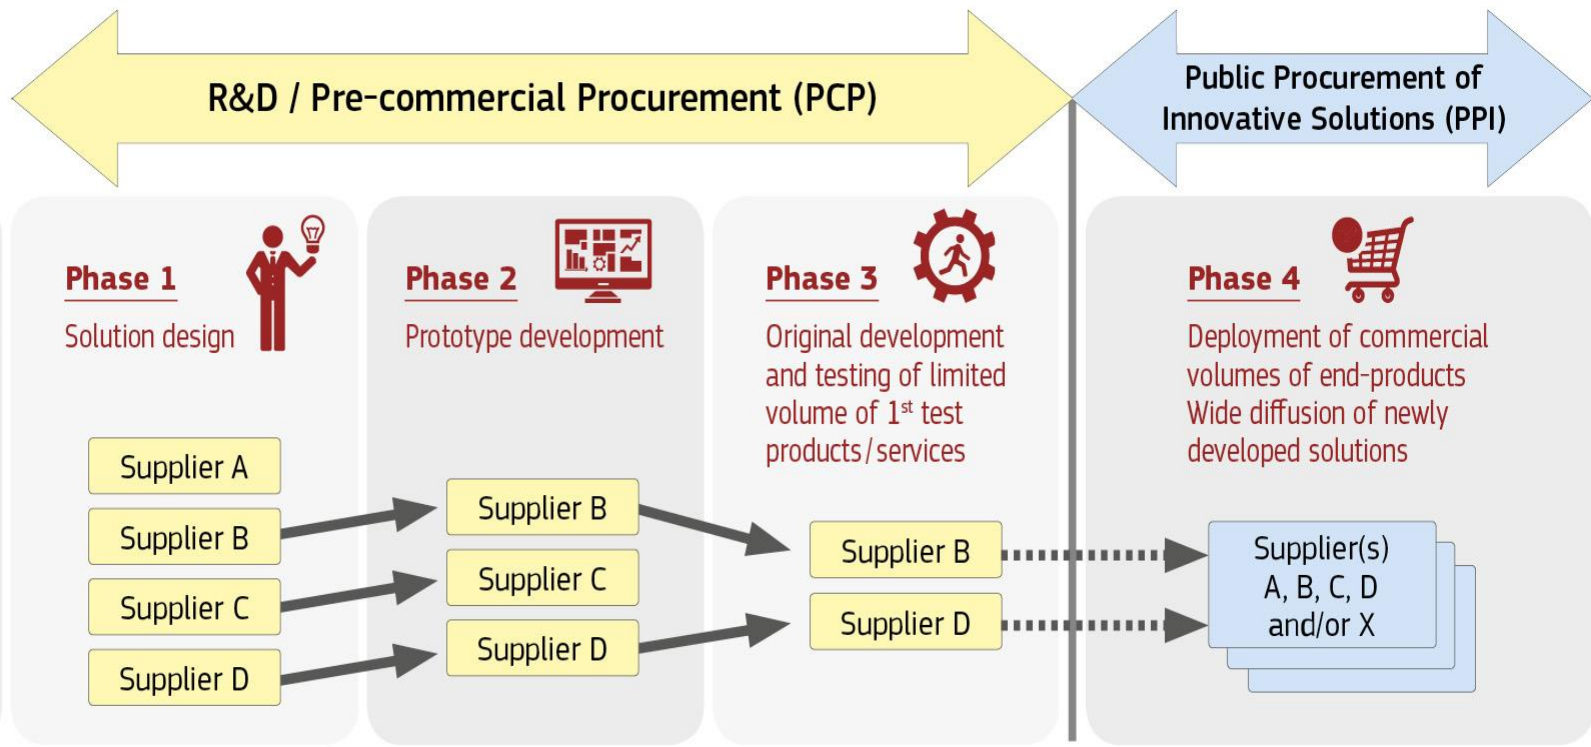 R&D / Pre-commercial Procurement (PCP)
Public Procurement of
Innovative Solutions (PPI)
Phase 1
Solution design
Supplier A
Supplier B
Supplier C
Supplier D
Phase 2
Prototype development
Supplier B
Supplier C
Supplier D
Phase 3
Original development
and testing of limited
volume of 1st test
products/services
Supplier B
Supplier D
Phase 4
Deployment of commercial
volumes of end-products
Wide diffusion of newly
developed solutions
Supplier(s)
A, B, C, D
and/or X